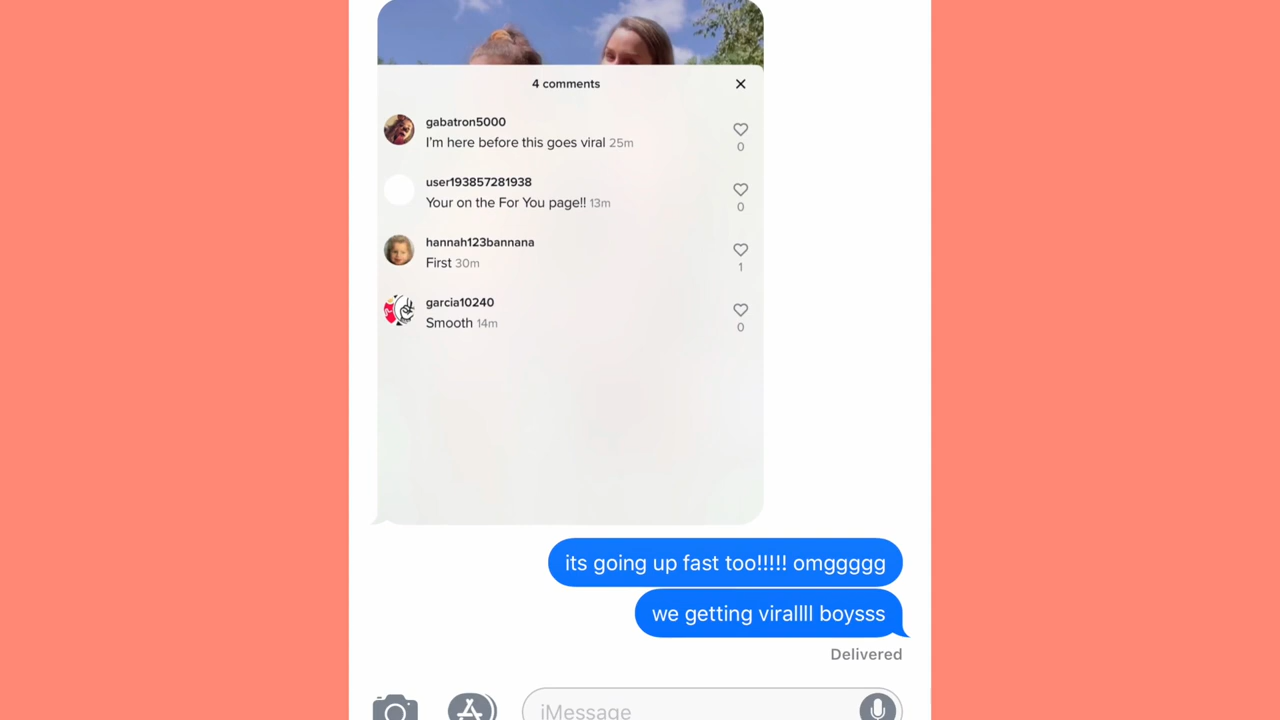 4 comments
gabatron5000
I'm here before this goes viral 25m
0
user193857281938
Your on the For You page!! 13m
0
hannah123bannana
First 30m
1
garcia10240
Smooth 14m
0
its going up fast too!!!!! omggggg
we getting virallll boysss
Delivered
iMessage